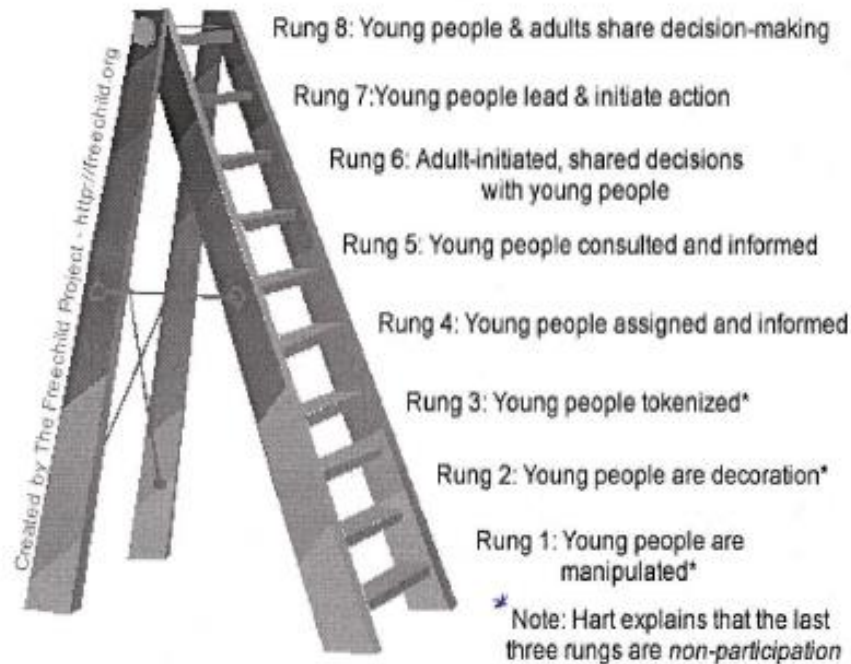 Rung 8: Young people & adults share decision-making
Rung 7:Young people lead & initiate action
Rung 6: Adult-initiated, shared decisions
with young people
Rung 5: Young people consulted and informed
Rung 4: Young people assigned and informed
Rung 3: Young people tokenized*
Rung 2: Young people are decoration*
Rung 1: Young people are
manipulated*
* Note: Hart explains that the last
three rungs are non-participation
Created by The Freechild Project - http://freechild.org